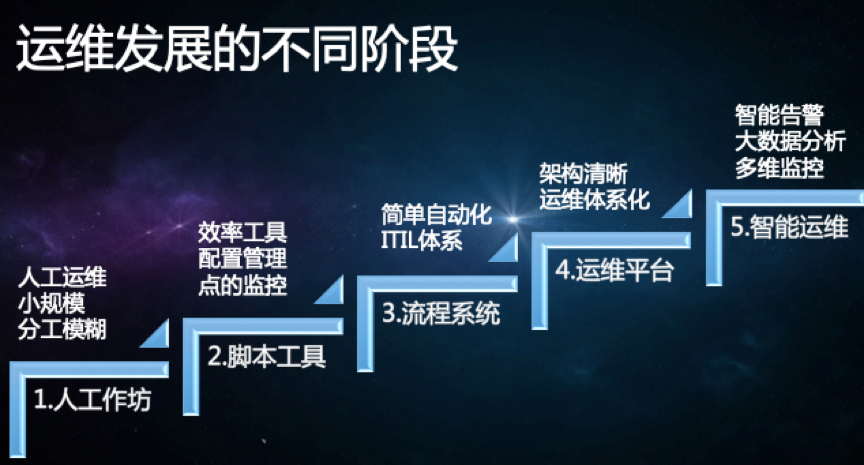 运维发展的不同阶段
人工运维
小规模
分工模糊
1.人工作坊
效率工具
配置管理
点的监控
2.脚本工具
简单自动化
ITIL体系
3.流程系统
架构清晰
运维体系化
4.运维平台
智能告警
大数据分析
多维监控
5.智能运维